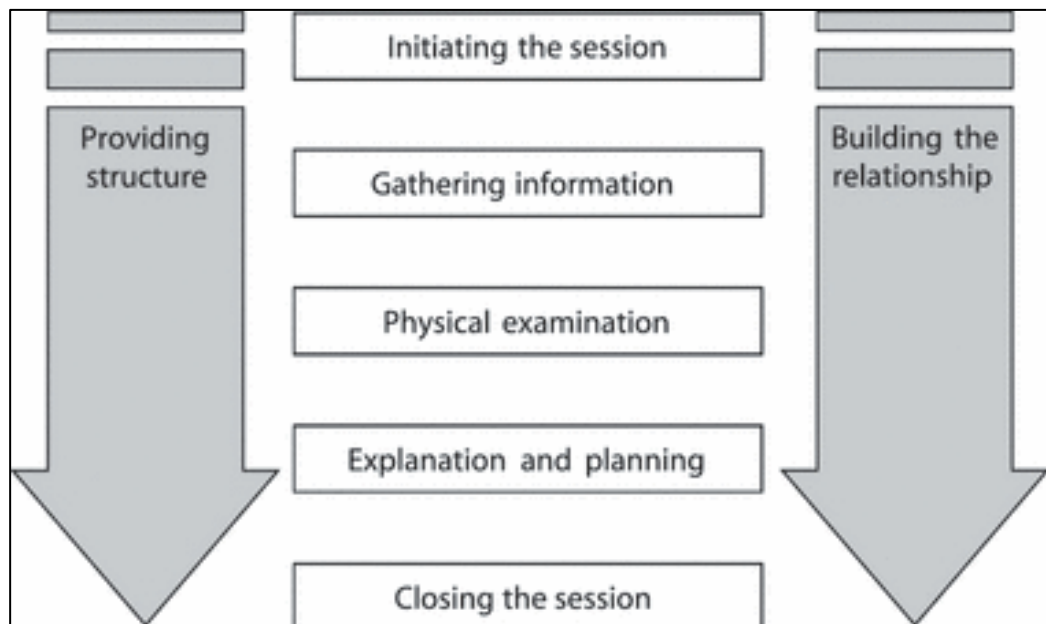 Initiating the session
Providing
structure
Building the
relationship
Gathering information
Physical examination
Explanation and planning
Closing the session